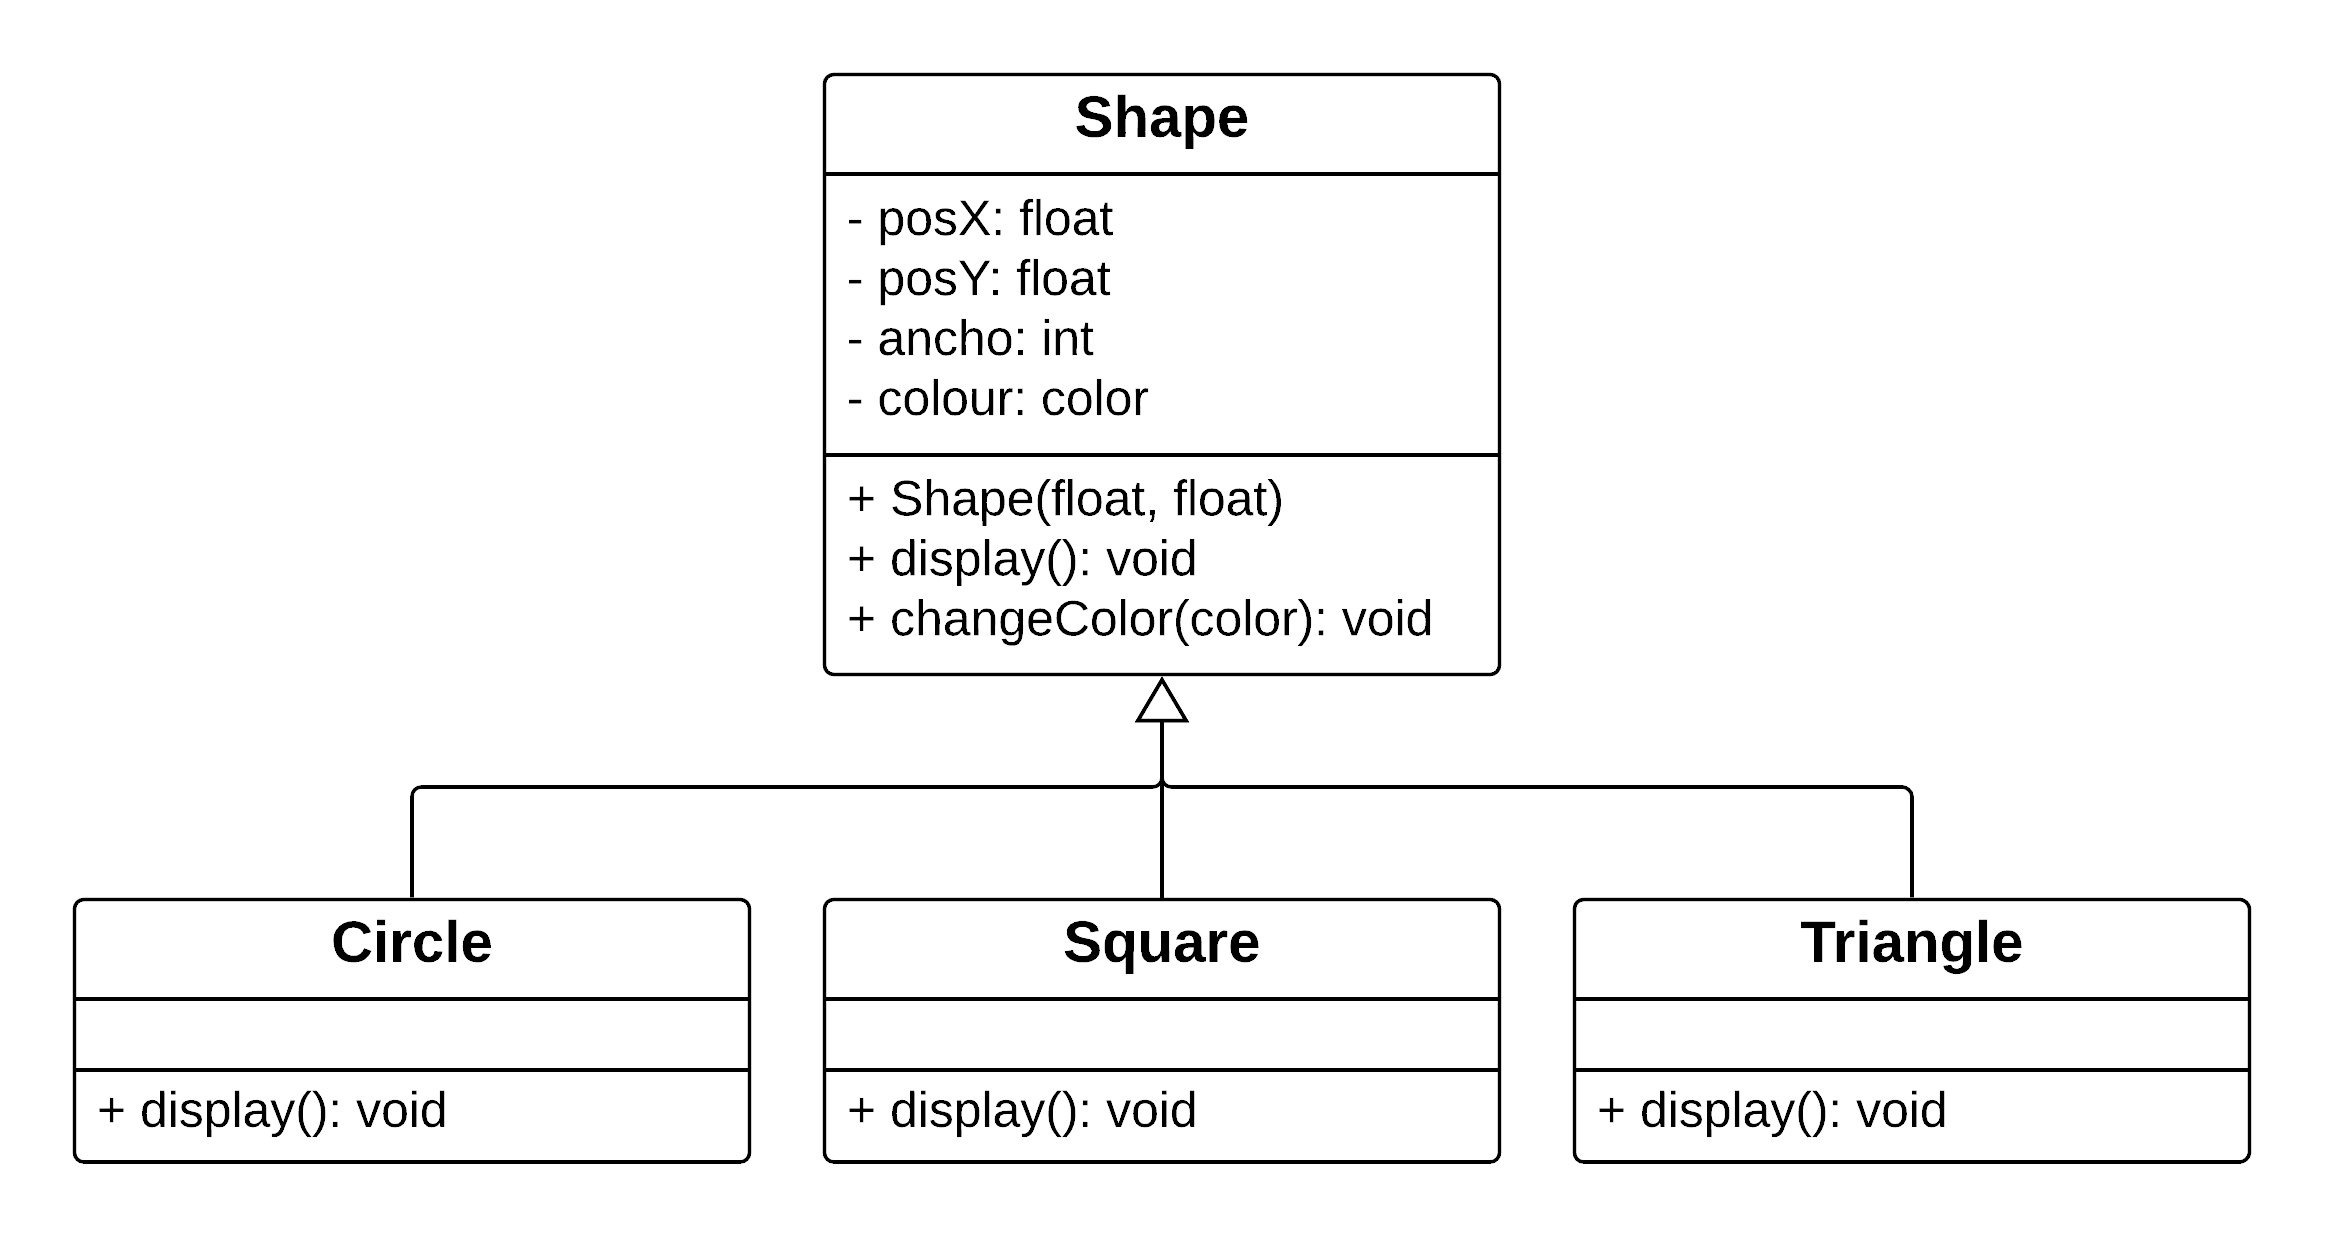 Shape
- posX: float
- posY: float
- ancho: int
- colour: color
+ Shape(float, float)
+ display(): void
+ changeColor(color): void
Circle
+ display(): void
Square
+ display(): void
Triangle
+ display(): void